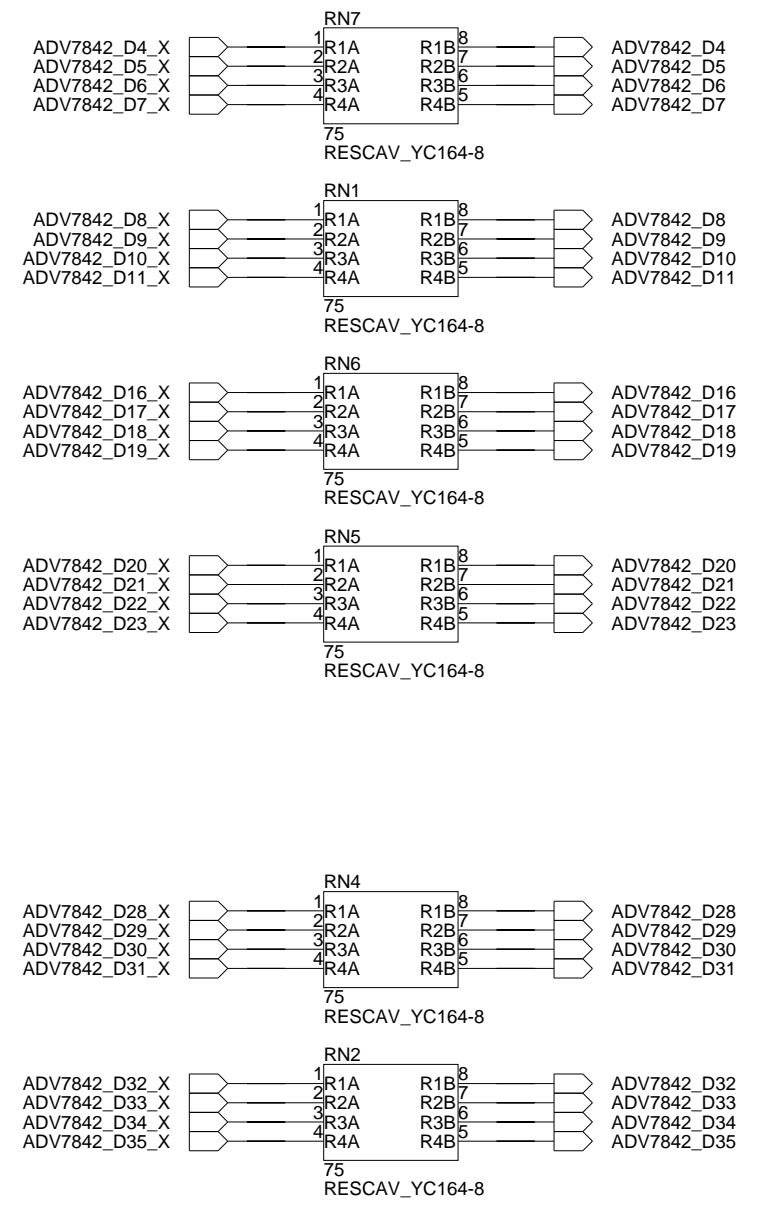 RN7
ADV7842_D4_X 1 R1A R1B 8 ADV7842_D4
ADV7842_D5_X 2 R2A R2B 7 ADV7842_D5
ADV7842_D6_X 3 R3A R3B 6 ADV7842_D6
ADV7842_D7_X 4 R4A R4B 5 ADV7842_D7
75
RESCAV_YC164-8
RN1
ADV7842_D8_X 1 R1A R1B 8 ADV7842_D8
ADV7842_D9_X 2 R2A R2B 7 ADV7842_D9
ADV7842_D10_X 3 R3A R3B 6 ADV7842_D10
ADV7842_D11_X 4 R4A R4B 5 ADV7842_D11
75
RESCAV_YC164-8
RN6
ADV7842_D16_X 1 R1A R1B 8 ADV7842_D16
ADV7842_D17_X 2 R2A R2B 7 ADV7842_D17
ADV7842_D18_X 3 R3A R3B 6 ADV7842_D18
ADV7842_D19_X 4 R4A R4B 5 ADV7842_D19
75
RESCAV_YC164-8
RN5
ADV7842_D20_X 1 R1A R1B 8 ADV7842_D20
ADV7842_D21_X 2 R2A R2B 7 ADV7842_D21
ADV7842_D22_X 3 R3A R3B 6 ADV7842_D22
ADV7842_D23_X 4 R4A R4B 5 ADV7842_D23
75
RESCAV_YC164-8
RN4
ADV7842_D28_X 1 R1A R1B 8 ADV7842_D28
ADV7842_D29_X 2 R2A R2B 7 ADV7842_D29
ADV7842_D30_X 3 R3A R3B 6 ADV7842_D30
ADV7842_D31_X 4 R4A R4B 5 ADV7842_D31
75
RESCAV_YC164-8
RN2
ADV7842_D32_X 1 R1A R1B 8 ADV7842_D32
ADV7842_D33_X 2 R2A R2B 7 ADV7842_D33
ADV7842_D34_X 3 R3A R3B 6 ADV7842_D34
ADV7842_D35_X 4 R4A R4B 5 ADV7842_D35
75
RESCAV_YC164-8